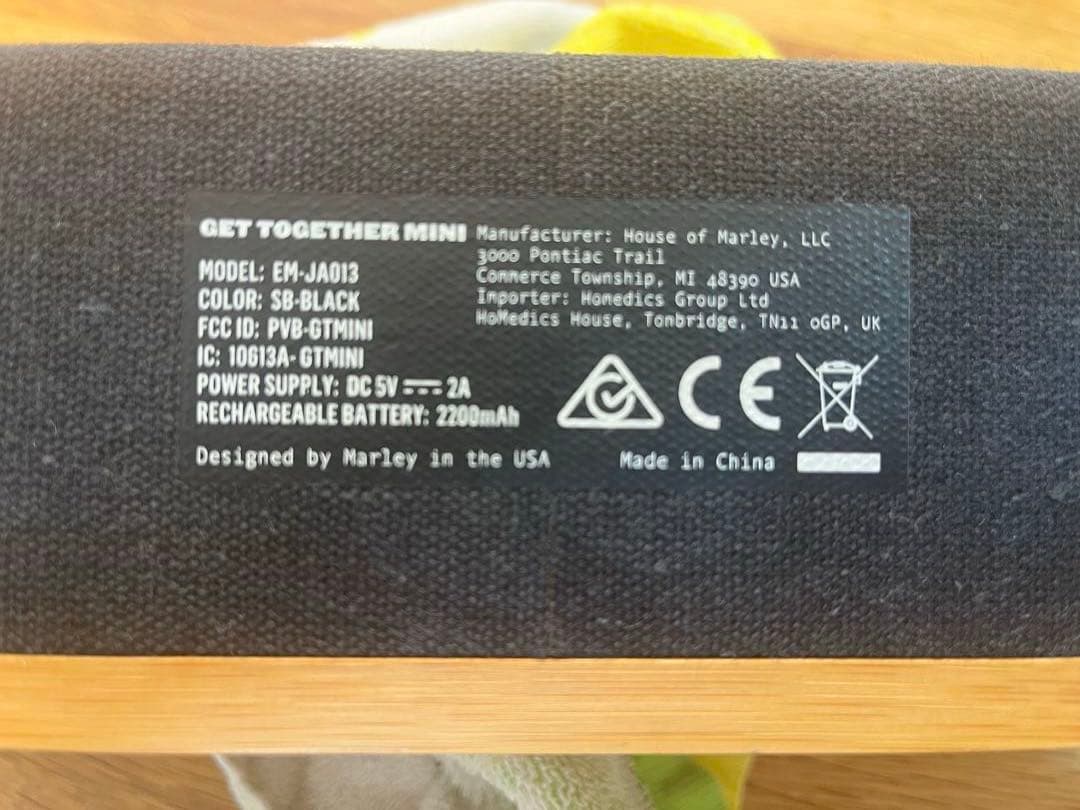 GET TOGETHER MINI
MODEL: EM-JA013
COLOR: SB-BLACK
FCC ID: PVB-GTMINI
IC: 10613A-GTMINI
POWER SUPPLY: DC 5V 2A
RECHARGEABLE BATTERY: 2200mAh
Designed by Marley in the USA
Manufacturer: House of Marley, LLC
3000 Pontiac Trail
Commerce Township, MI 48390 USA
Importer: Homedics Group Ltd
HoMedics House, Tonbridge, TN11 0GP, UK
CE
Made in China